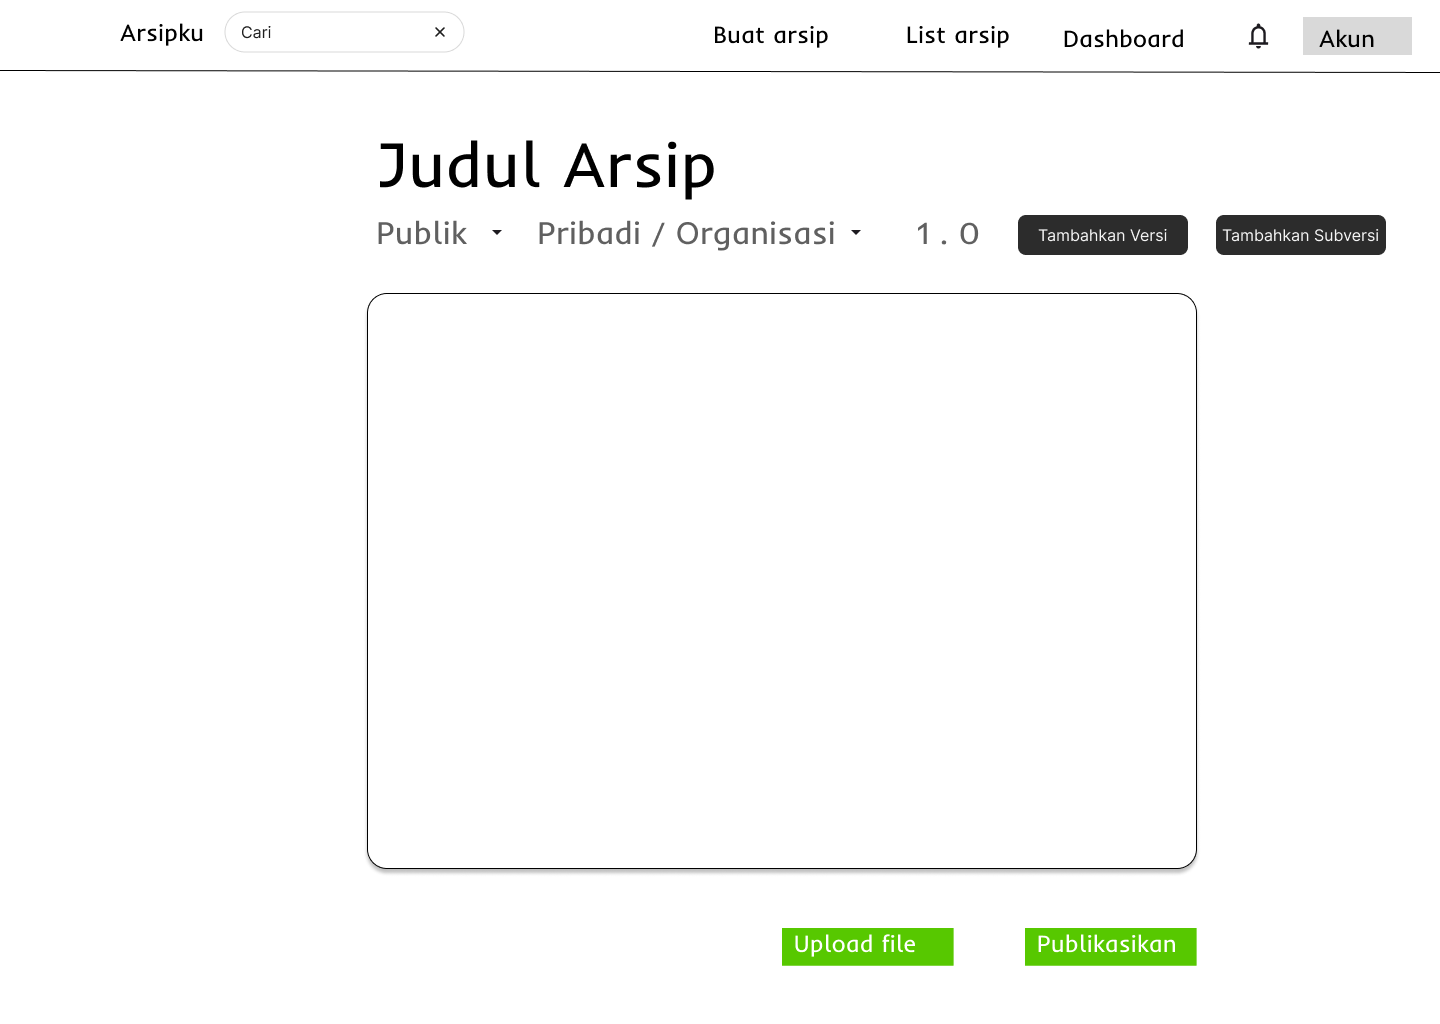 Arsipku Cari Buat arsip List arsip Dashboard Akun
Judul Arsip
Publik Pribadi / Organisasi 1 . 0 Tambahkan Versi Tambahkan Subversi
Upload file Publikasikan